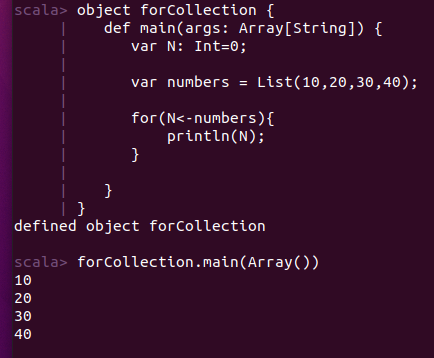 scala> object forCollection {
     |    def main(args: Array[String]) {
     |       var N: Int=0;
     |
     |       var numbers = List(10,20,30,40);
     |
     |       for(N<-numbers){
     |           println(N);
     |       }
     |
     |    }
     | }
defined object forCollection

scala> forCollection.main(Array())
10
20
30
40